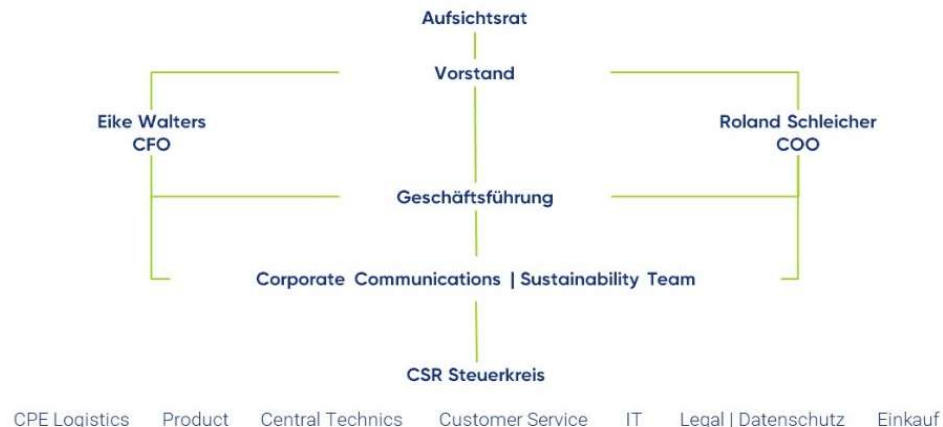 Aufsichtsrat
Vorstand
Eike Walters
CFO
Roland Schleicher
COO
Geschäftsführung
Corporate Communications | Sustainability Team
CSR Steuerkreis
CPE Logistics Product Central Technics Customer Service IT Legal | Datenschutz Einkauf